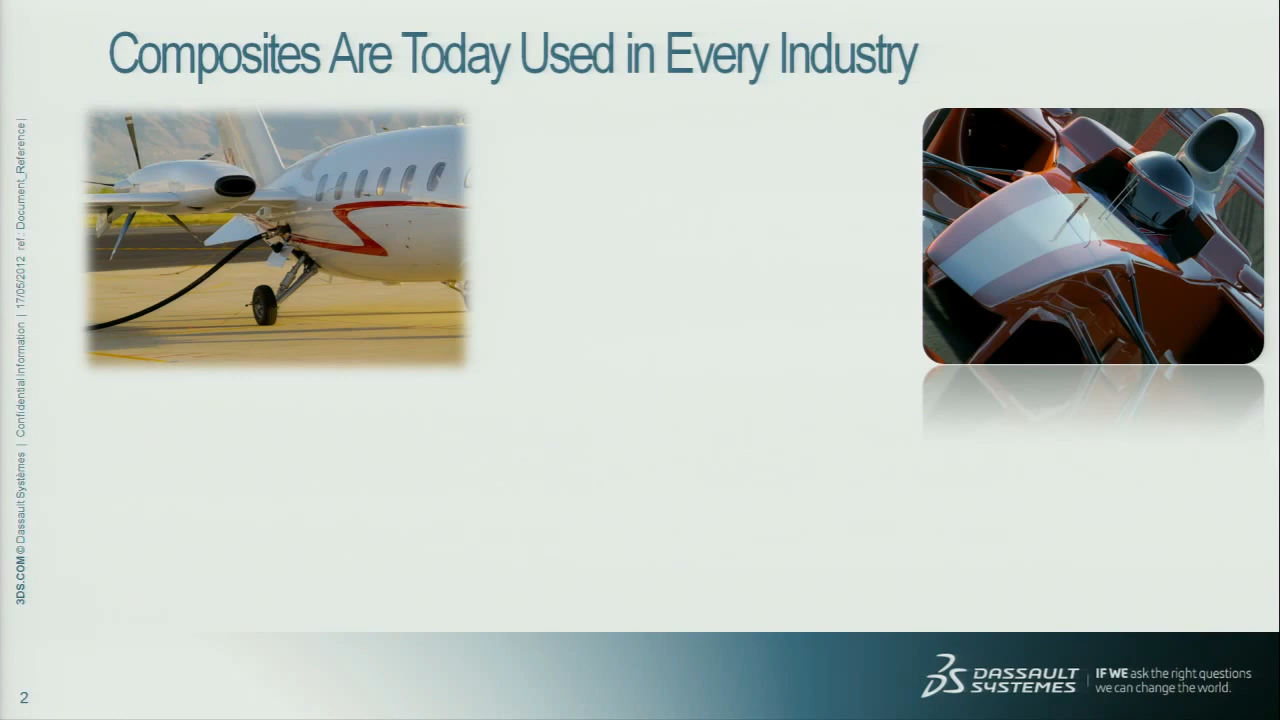 Composites Are Today Used in Every Industry
3DS.COM © Dassault Systèmes | Confidential Information | 17/05/2012 ref.: Document_Reference |
2
DASSAULT
SYSTEMES
IF WE ask the right questions
we can change the world.